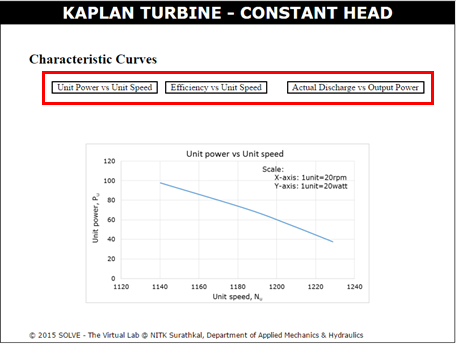 KAPLAN TURBINE - CONSTANT HEAD
Characteristic Curves
Unit Power vs Unit Speed Efficiency vs Unit Speed Actual Discharge vs Output Power
Unit power vs Unit speed
Scale:
X-axis: 1unit=20rpm
Y-axis: 1unit=20watt
Unit power, Pᵤ
120
100
80
60
40
20
0
1120 1140 1160 1180 1200 1220 1240
Unit speed, Nᵤ
© 2015 SOLVE - The Virtual Lab @ NITK Surathkal, Department of Applied Mechanics & Hydraulics